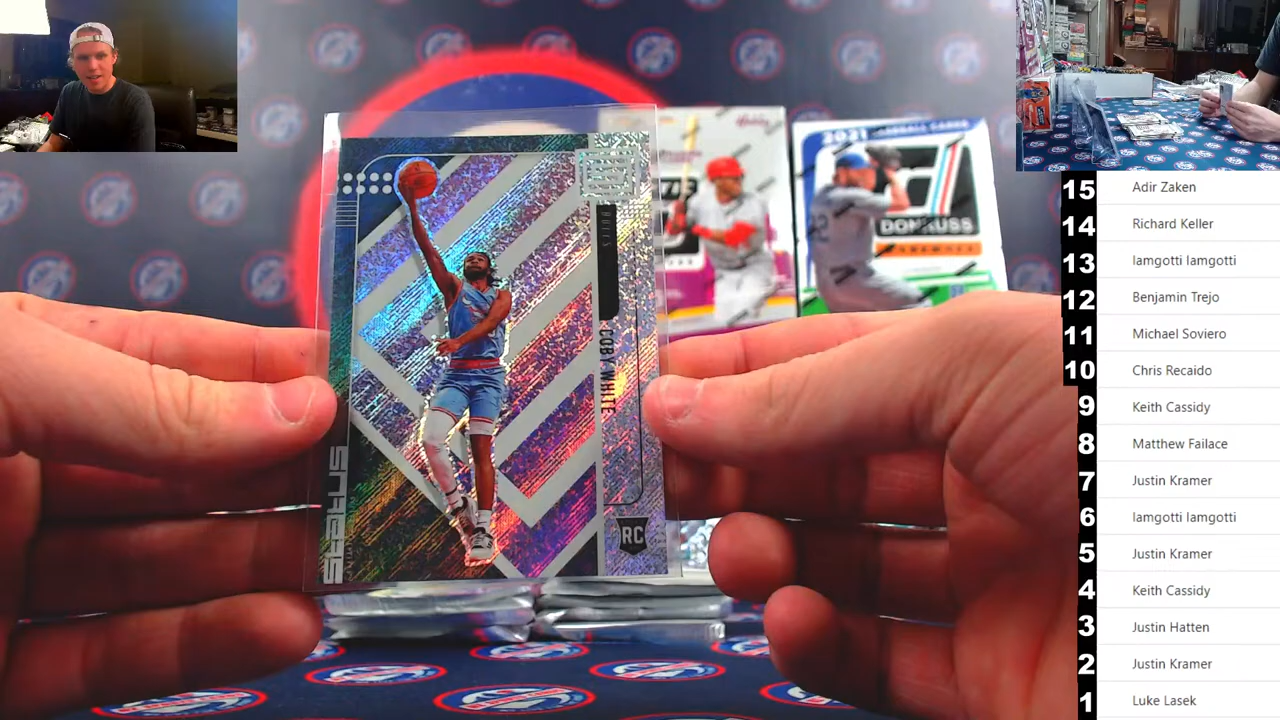 2021
BASEBALL CARDS
DONRUSS
BULLS
COBY WHITE
STATUS
RC
15 Adir Zaken
14 Richard Keller
13 Iamgotti Iamgotti
12 Benjamin Trejo
11 Michael Soviero
10 Chris Recaido
9 Keith Cassidy
8 Matthew Failace
7 Justin Kramer
6 Iamgotti Iamgotti
5 Justin Kramer
4 Keith Cassidy
3 Justin Hatten
2 Justin Kramer
1 Luke Lasek